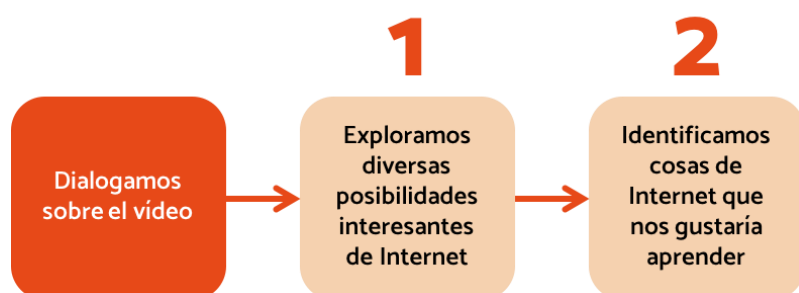 Dialogamos
sobre el vídeo
1
Exploramos
diversas
posibilidades
interesantes
de Internet
2
Identificamos
cosas de
Internet que
nos gustaría
aprender